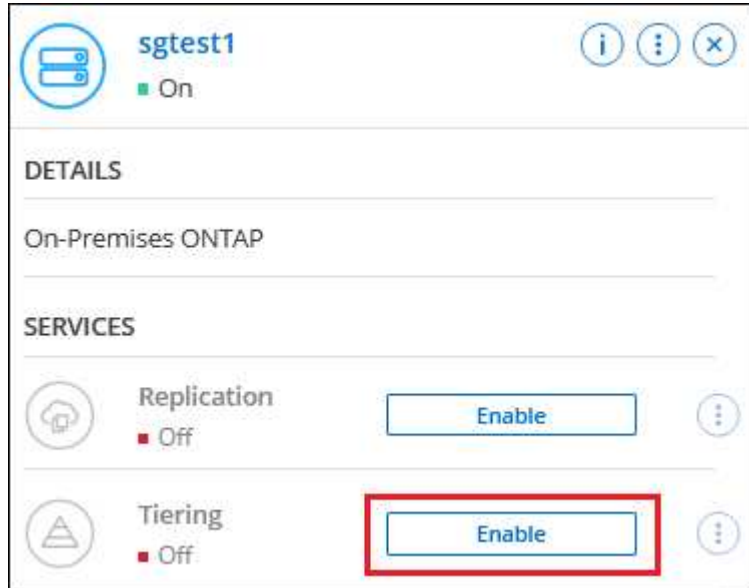 sgtest1
On
DETAILS
On-Premises ONTAP
SERVICES
Replication
Off
Enable
Tiering
Off
Enable